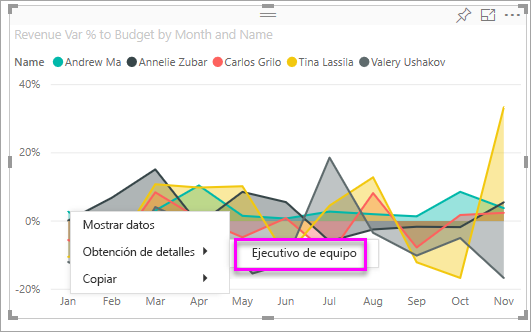 Revenue Var % to Budget by Month and Name
Name Andrew Ma Annelie Zubar Carlos Grilo Tina Lassila Valery Ushakov
40%
20%
0%
-20%
Mostrar datos
Obtención de detalles
Copiar
Ejecutivo de equipo
Jan Feb Mar Apr May Jun Jul Aug Sep Oct Nov